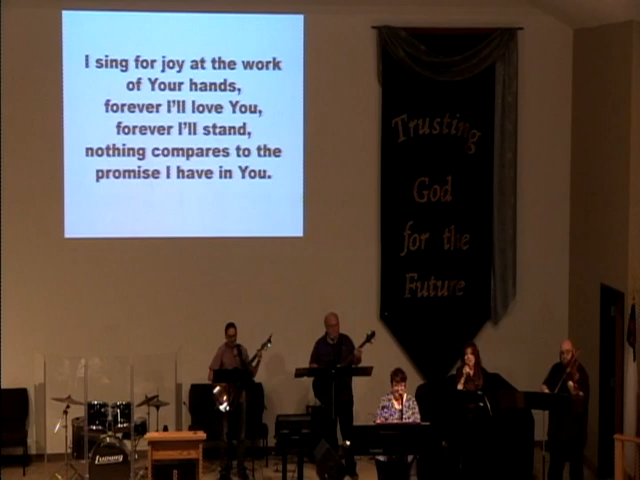 I sing for joy at the work
of Your hands,
forever I'll love You,
forever I'll stand,
nothing compares to the
promise I have in You.
Trusting
God
for the
Future
Ludwig